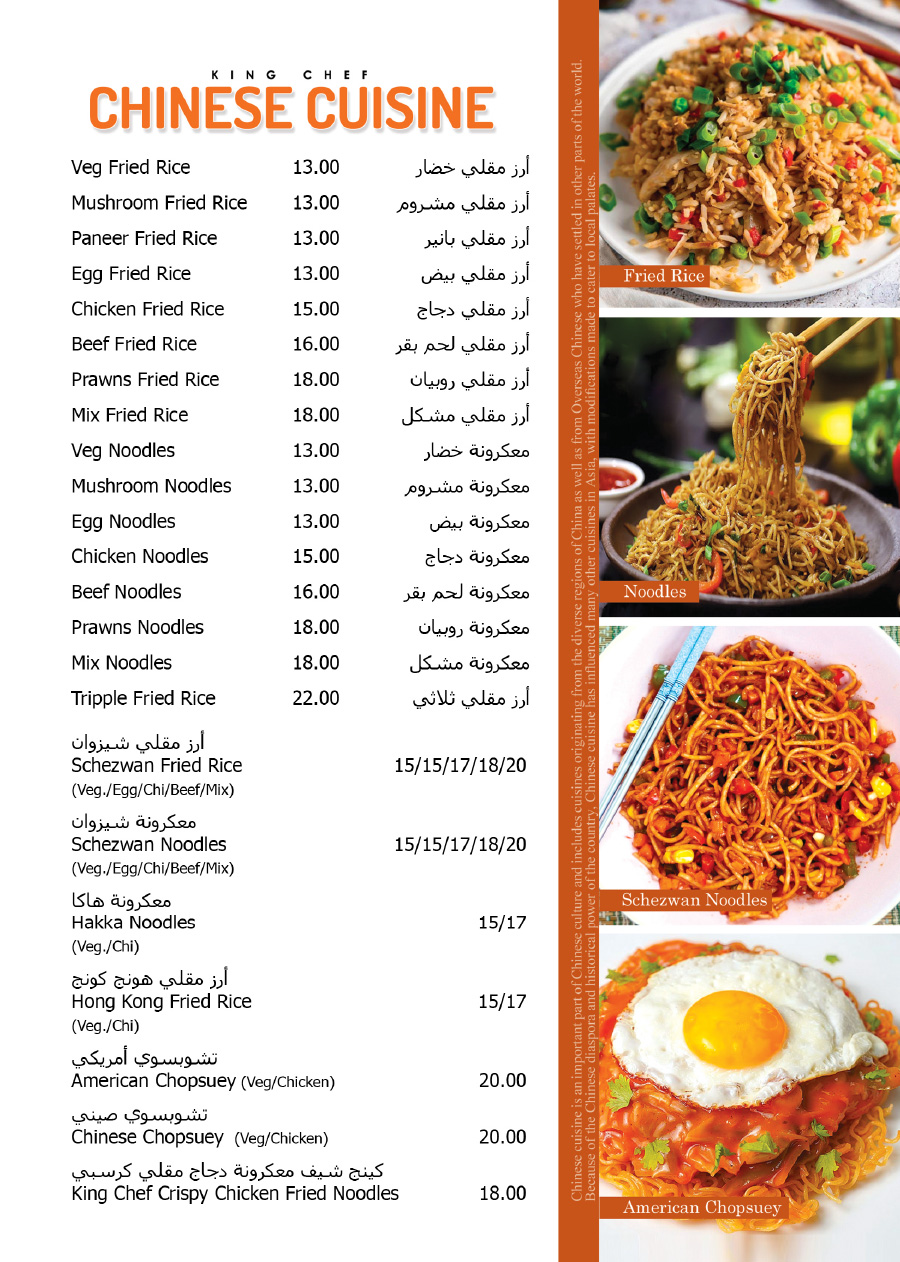 KING CHEF
CHINESE CUISINE
Veg Fried Rice 13.00 أرز مقلي خضار
Mushroom Fried Rice 13.00 أرز مقلي مشروم
Paneer Fried Rice 13.00 أرز مقلي بانير
Egg Fried Rice 13.00 أرز مقلي بيض
Chicken Fried Rice 15.00 أرز مقلي دجاج
Beef Fried Rice 16.00 أرز مقلي لحم بقر
Prawns Fried Rice 18.00 أرز مقلي روبيان
Mix Fried Rice 18.00 أرز مقلي مشكل
Veg Noodles 13.00 معكرونة خضار
Mushroom Noodles 13.00 معكرونة مشروم
Egg Noodles 13.00 معكرونة بيض
Chicken Noodles 15.00 معكرونة دجاج
Beef Noodles 16.00 معكرونة لحم بقر
Prawns Noodles 18.00 معكرونة روبيان
Mix Noodles 18.00 معكرونة مشكل
Tripple Fried Rice 22.00 أرز مقلي ثلاثي
أرز مقلي شيزوان
Schezwan Fried Rice 15/15/17/18/20
(Veg./Egg/Chi/Beef/Mix)
معكرونة شيزوان
Schezwan Noodles 15/15/17/18/20
(Veg./Egg/Chi/Beef/Mix)
معكرونة هاكا
Hakka Noodles 15/17
(Veg./Chi)
أرز مقلي هونج كونج
Hong Kong Fried Rice 15/17
(Veg./Chi)
تشوبسوي أمريكي
American Chopsuey (Veg/Chicken) 20.00
تشوبسوي صيني
Chinese Chopsuey (Veg/Chicken) 20.00
كينج شيف معكرونة دجاج مقلي كرسبي
King Chef Crispy Chicken Fried Noodles 18.00
Chinese cuisine is an important part of Chinese culture and includes cuisines originating from the diverse regions of China as well as from Overseas Chinese who have settled in other parts of the world.
Because of the Chinese diaspora and historical power of the country, Chinese cuisine has influenced many other cuisines in Asia, with modifications made to cater to local palates.
Fried Rice
Noodles
Schezwan Noodles
American Chopsuey